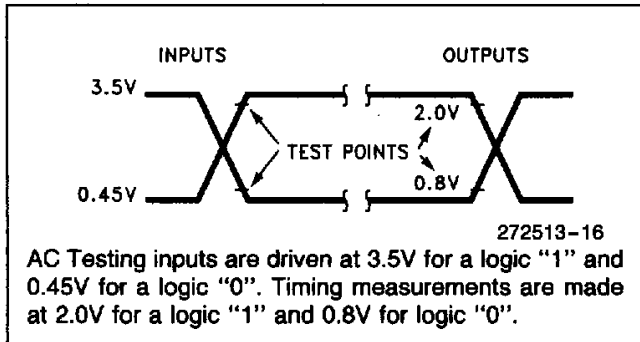 INPUTS OUTPUTS
3.5V
2.0V
TEST POINTS
0.8V
0.45V
272513-16
AC Testing inputs are driven at 3.5V for a logic “1” and
0.45V for a logic “0”. Timing measurements are made
at 2.0V for a logic “1” and 0.8V for logic “0”.